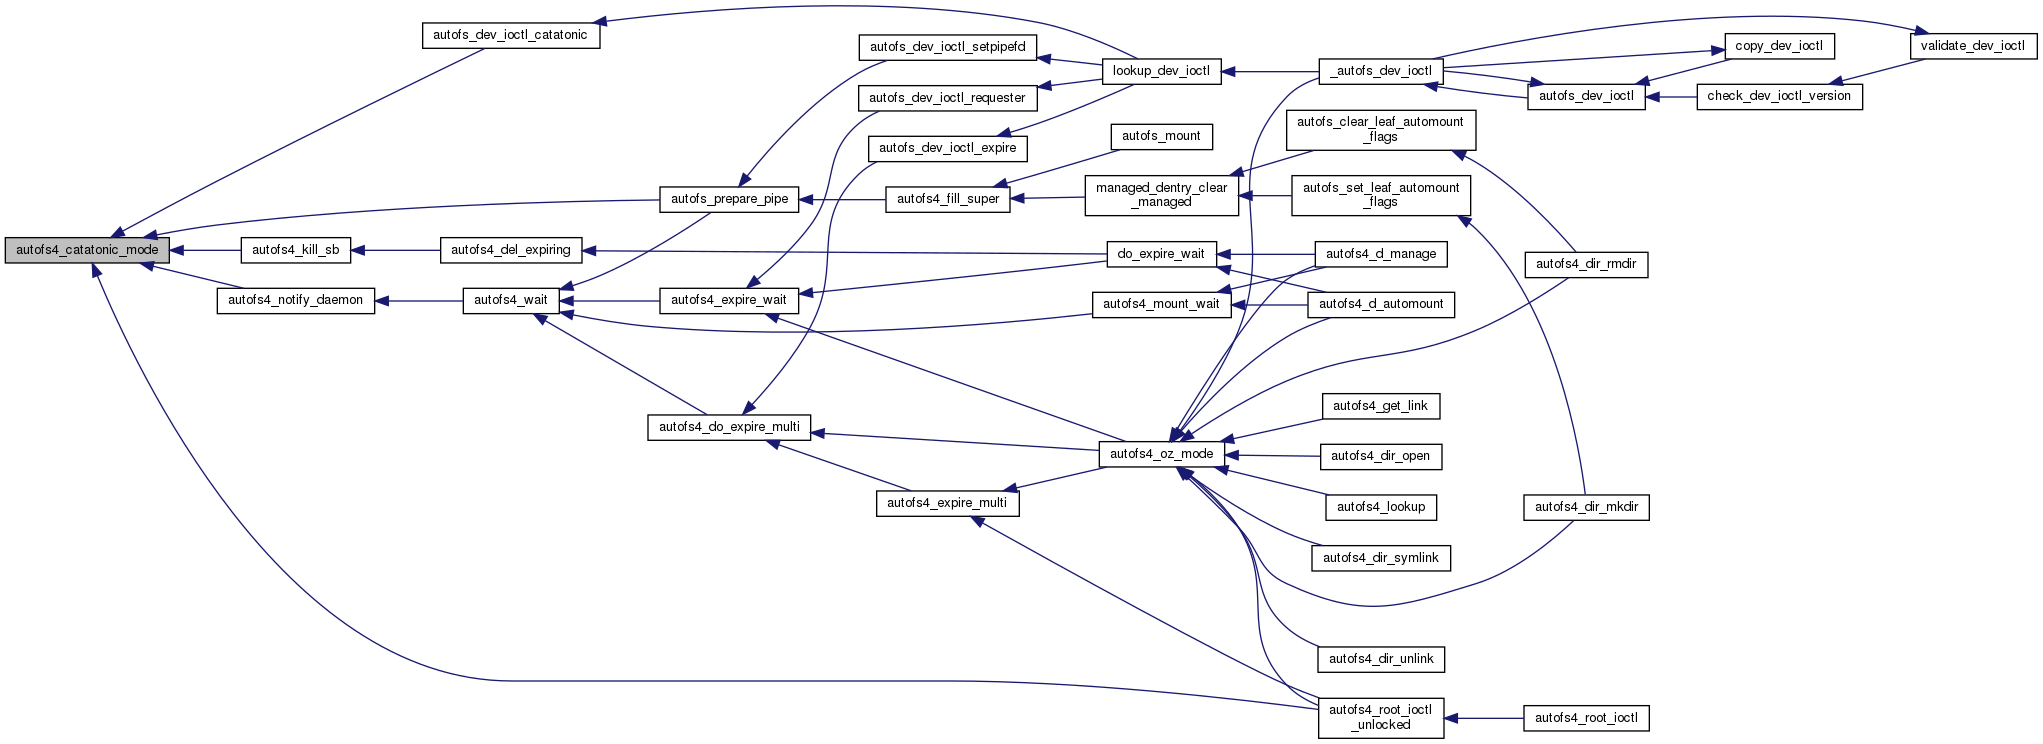 autofs_dev_ioctl_catatonic
autofs_dev_ioctl_setpipefd
copy_dev_ioctl
validate_dev_ioctl
lookup_dev_ioctl
_autofs_dev_ioctl
autofs_dev_ioctl_requester
autofs_dev_ioctl
check_dev_ioctl_version
autofs_clear_leaf_automount
_flags
autofs_mount
autofs_dev_ioctl_expire
managed_dentry_clear
_managed
autofs_set_leaf_automount
_flags
autofs_prepare_pipe
autofs4_fill_super
autofs4_catatonic_mode
autofs4_kill_sb
autofs4_del_expiring
do_expire_wait
autofs4_d_manage
autofs4_dir_rmdir
autofs4_notify_daemon
autofs4_wait
autofs4_expire_wait
autofs4_mount_wait
autofs4_d_automount
autofs4_get_link
autofs4_do_expire_multi
autofs4_oz_mode
autofs4_dir_open
autofs4_expire_multi
autofs4_lookup
autofs4_dir_mkdir
autofs4_dir_symlink
autofs4_dir_unlink
autofs4_root_ioctl
_unlocked
autofs4_root_ioctl